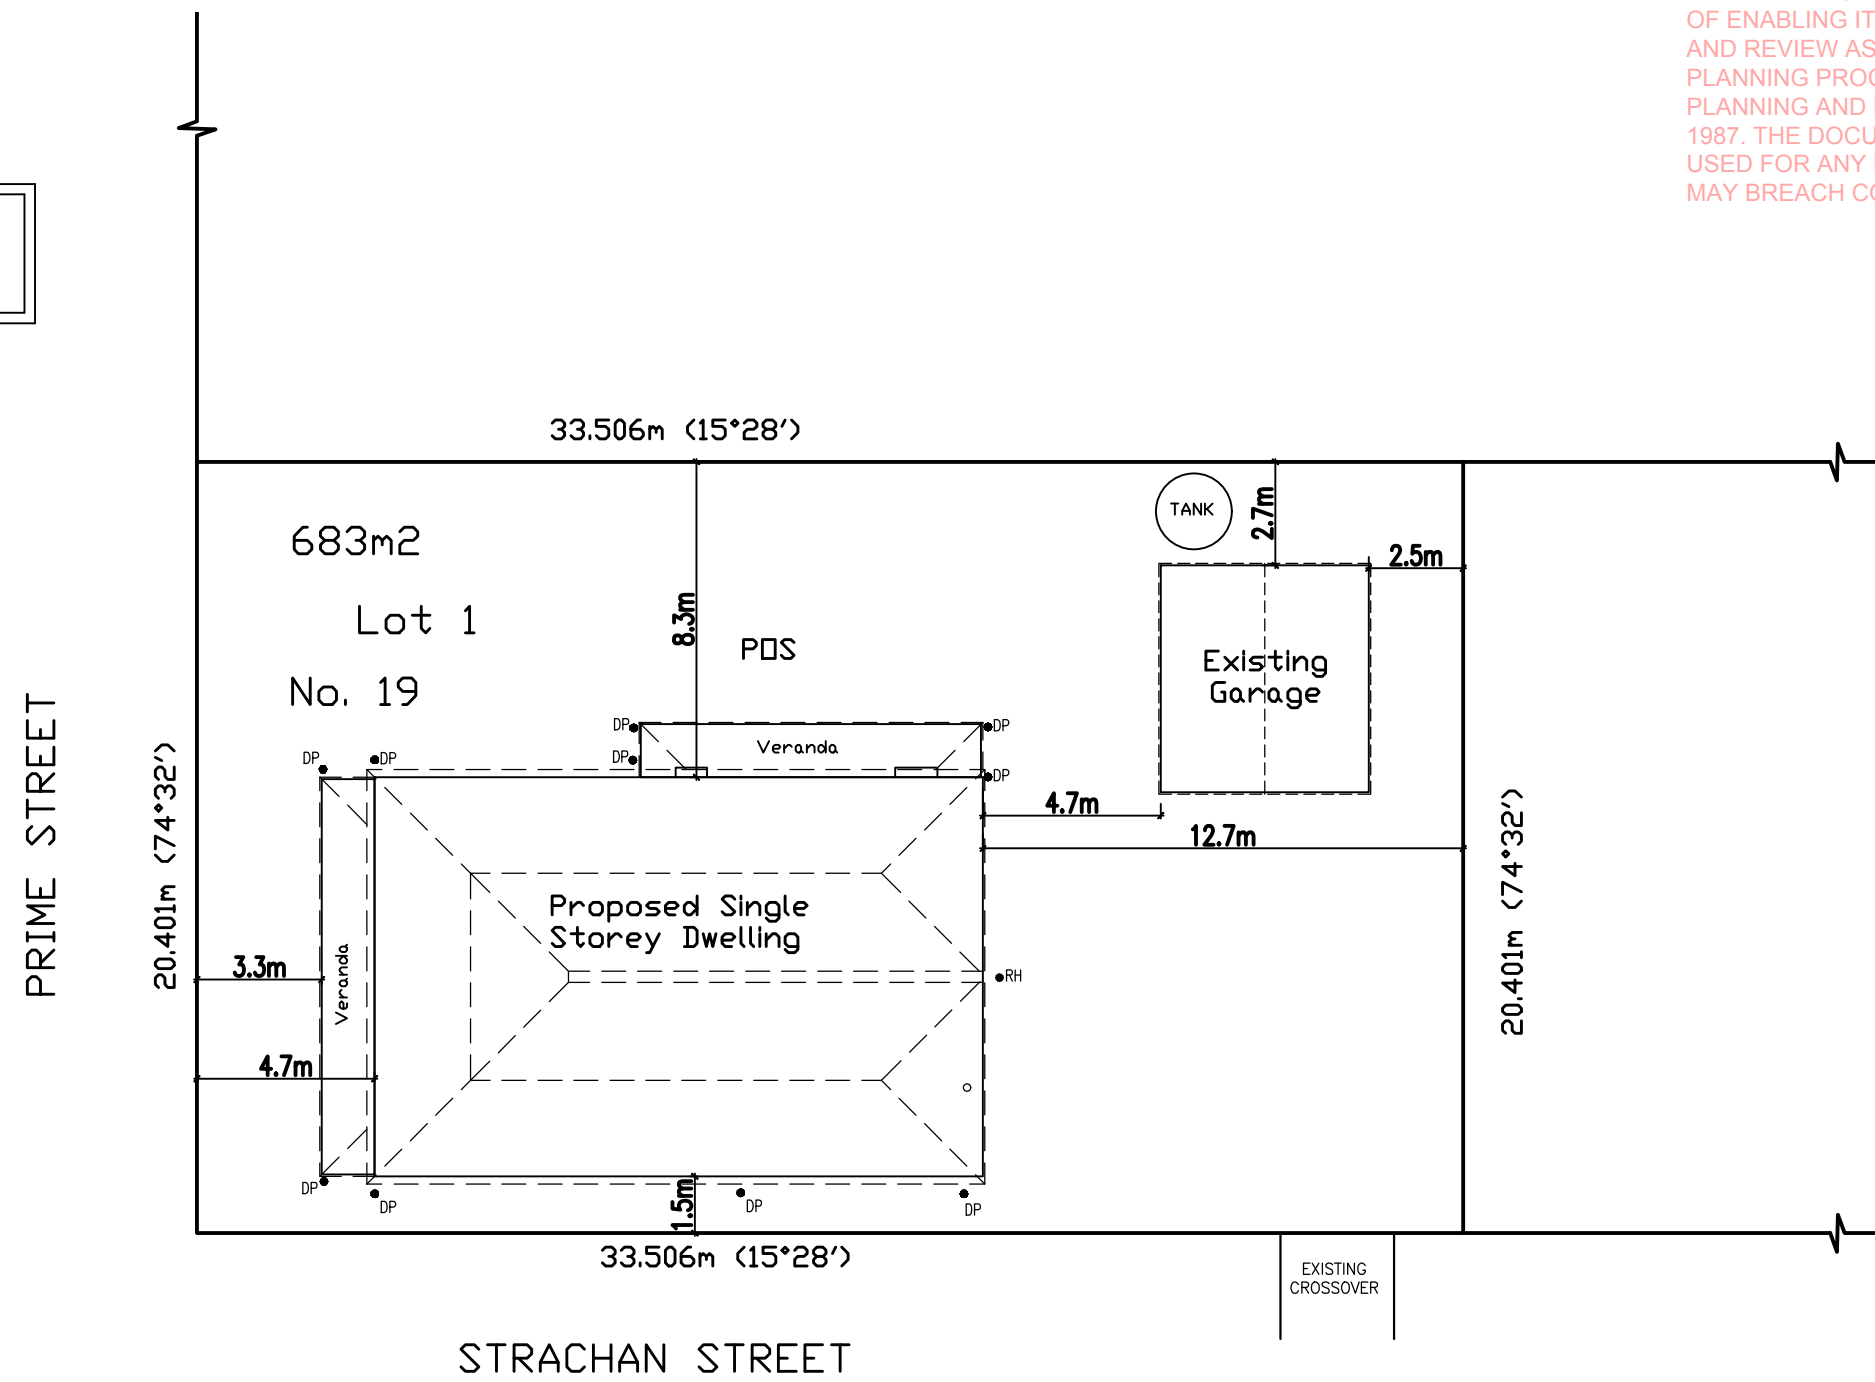 OF ENABLING IT
AND REVIEW AS
PLANNING PROC
PLANNING AND
1987. THE DOCU
USED FOR ANY
MAY BREACH CO
33.506m (15°28')
TANK
2.7m
683m2
2.5m
8.3m
Lot 1
POS
Existing
Garage
No. 19
DP
DP
Veranda
DP
DP
DP
DP
4.7m
12.7m
PRIME STREET
20.401m (74°32')
20.401m (74°32')
Proposed Single
Storey Dwelling
3.3m
Veranda
RH
4.7m
DP
DP
1.5m
DP
DP
33.506m (15°28')
EXISTING
CROSSOVER
STRACHAN STREET